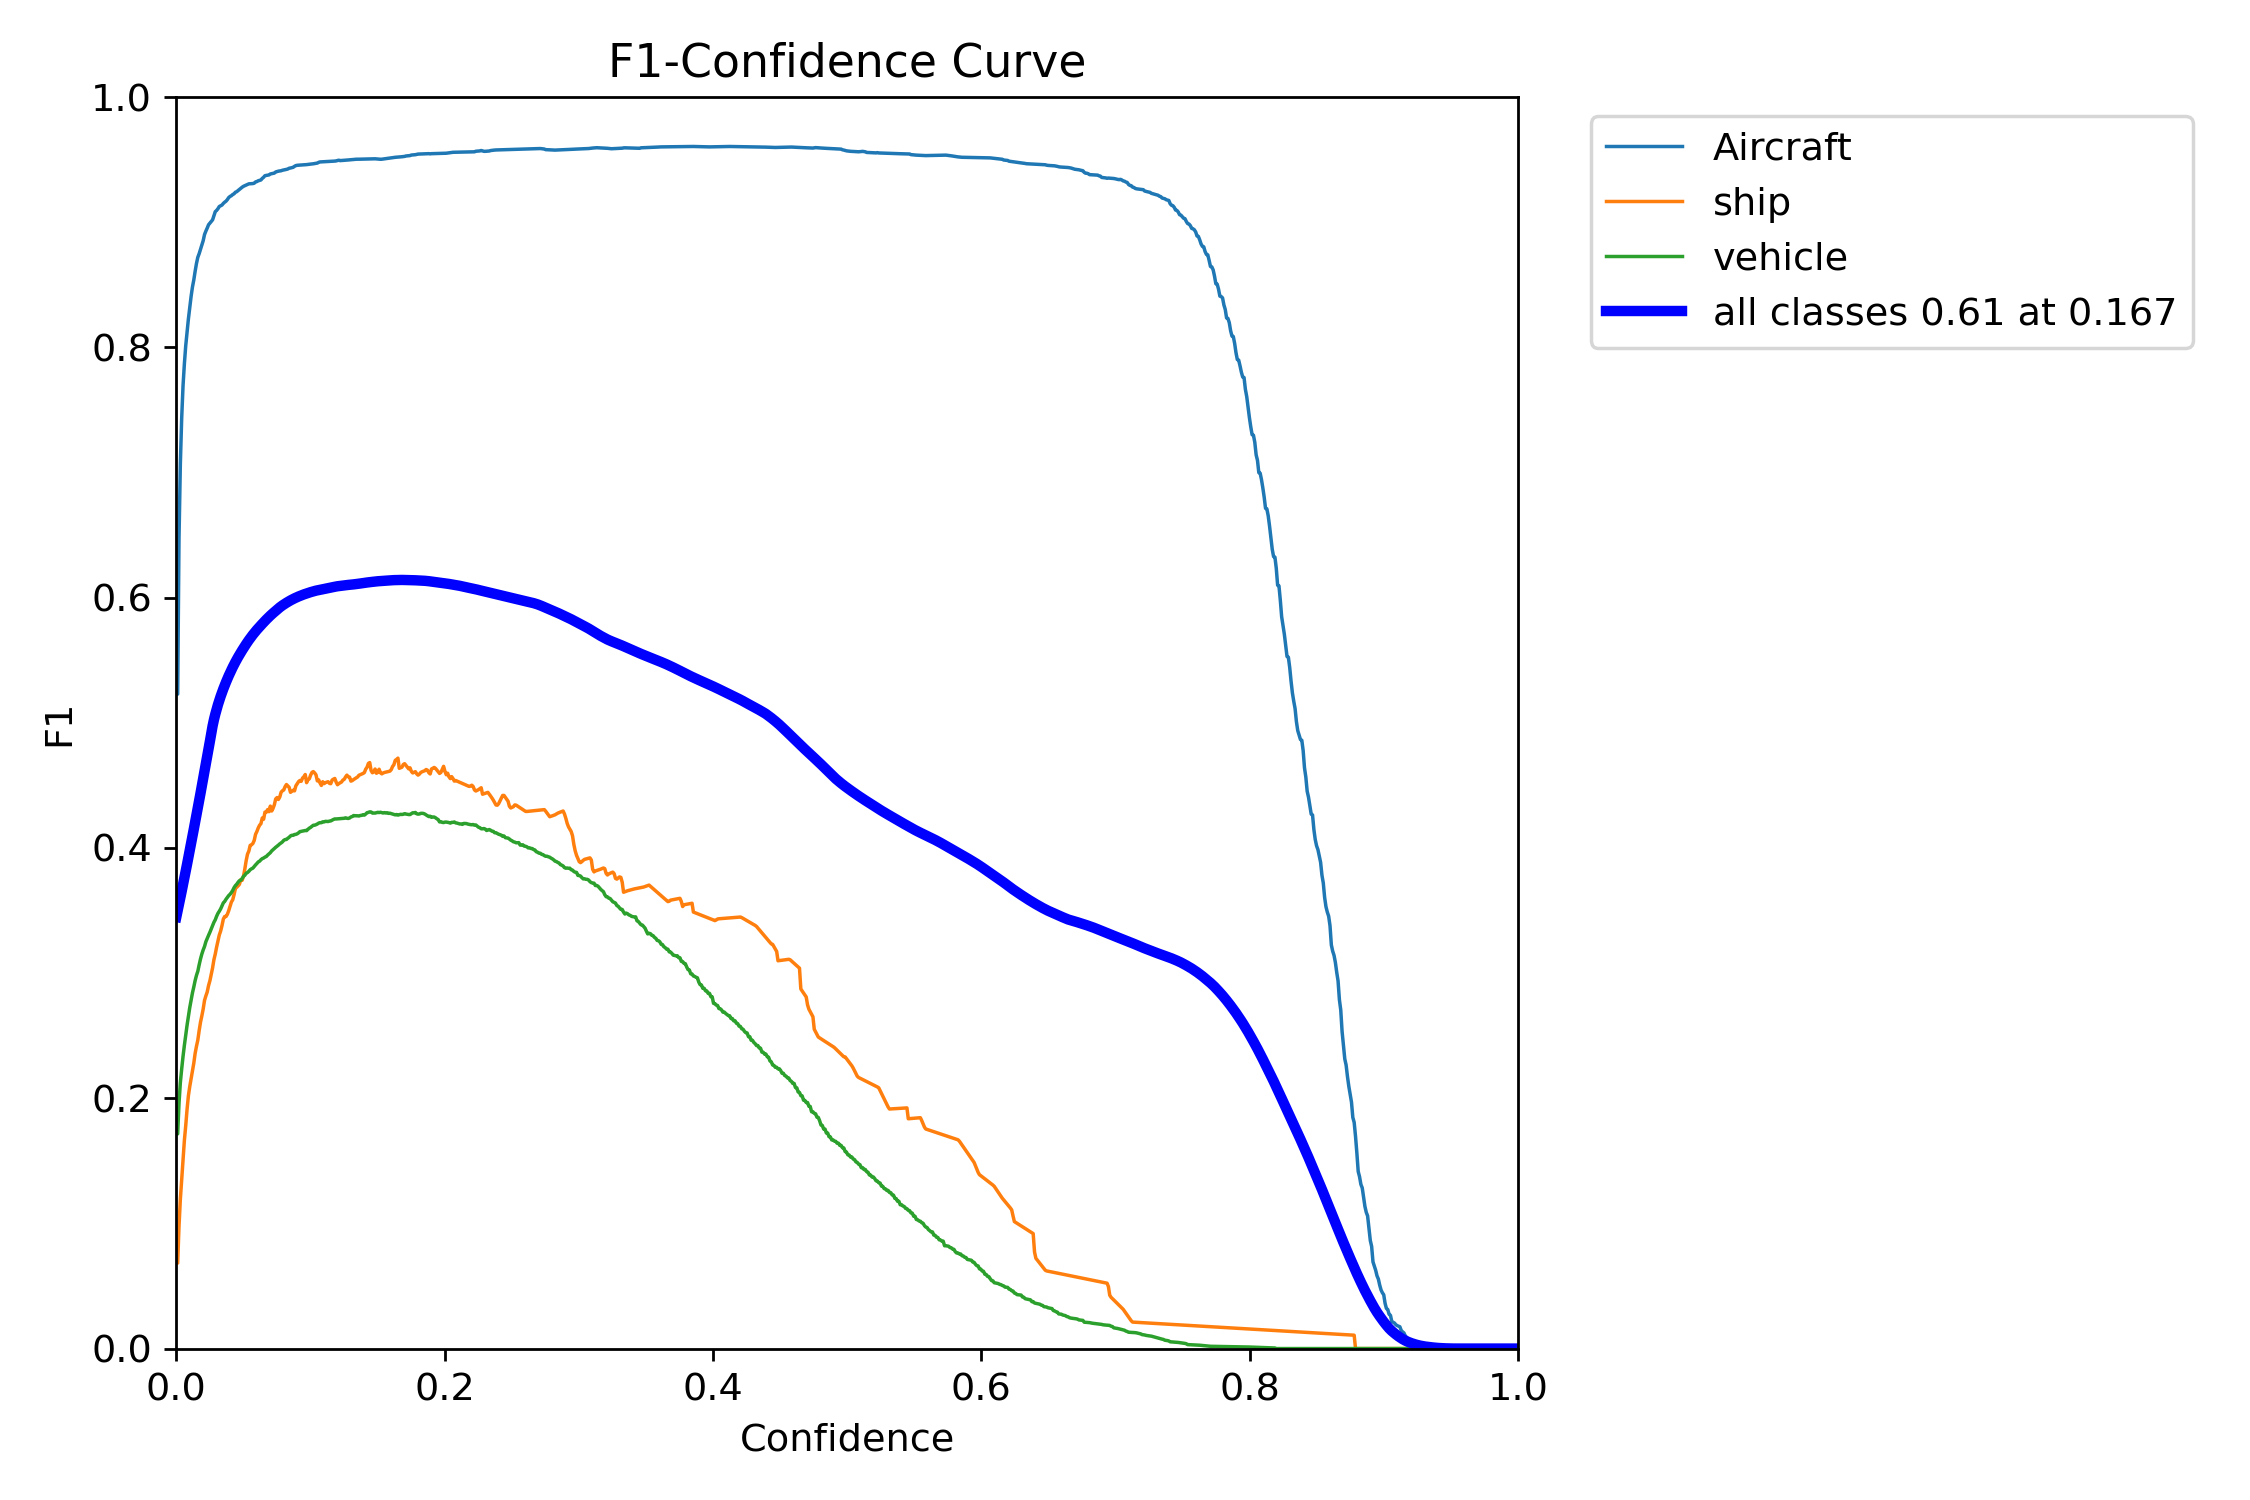 F1-Confidence Curve
1.0
0.8
0.6
0.4
0.2
0.0
F1
0.0 0.2 0.4 0.6 0.8 1.0
Confidence
Aircraft
ship
vehicle
all classes 0.61 at 0.167